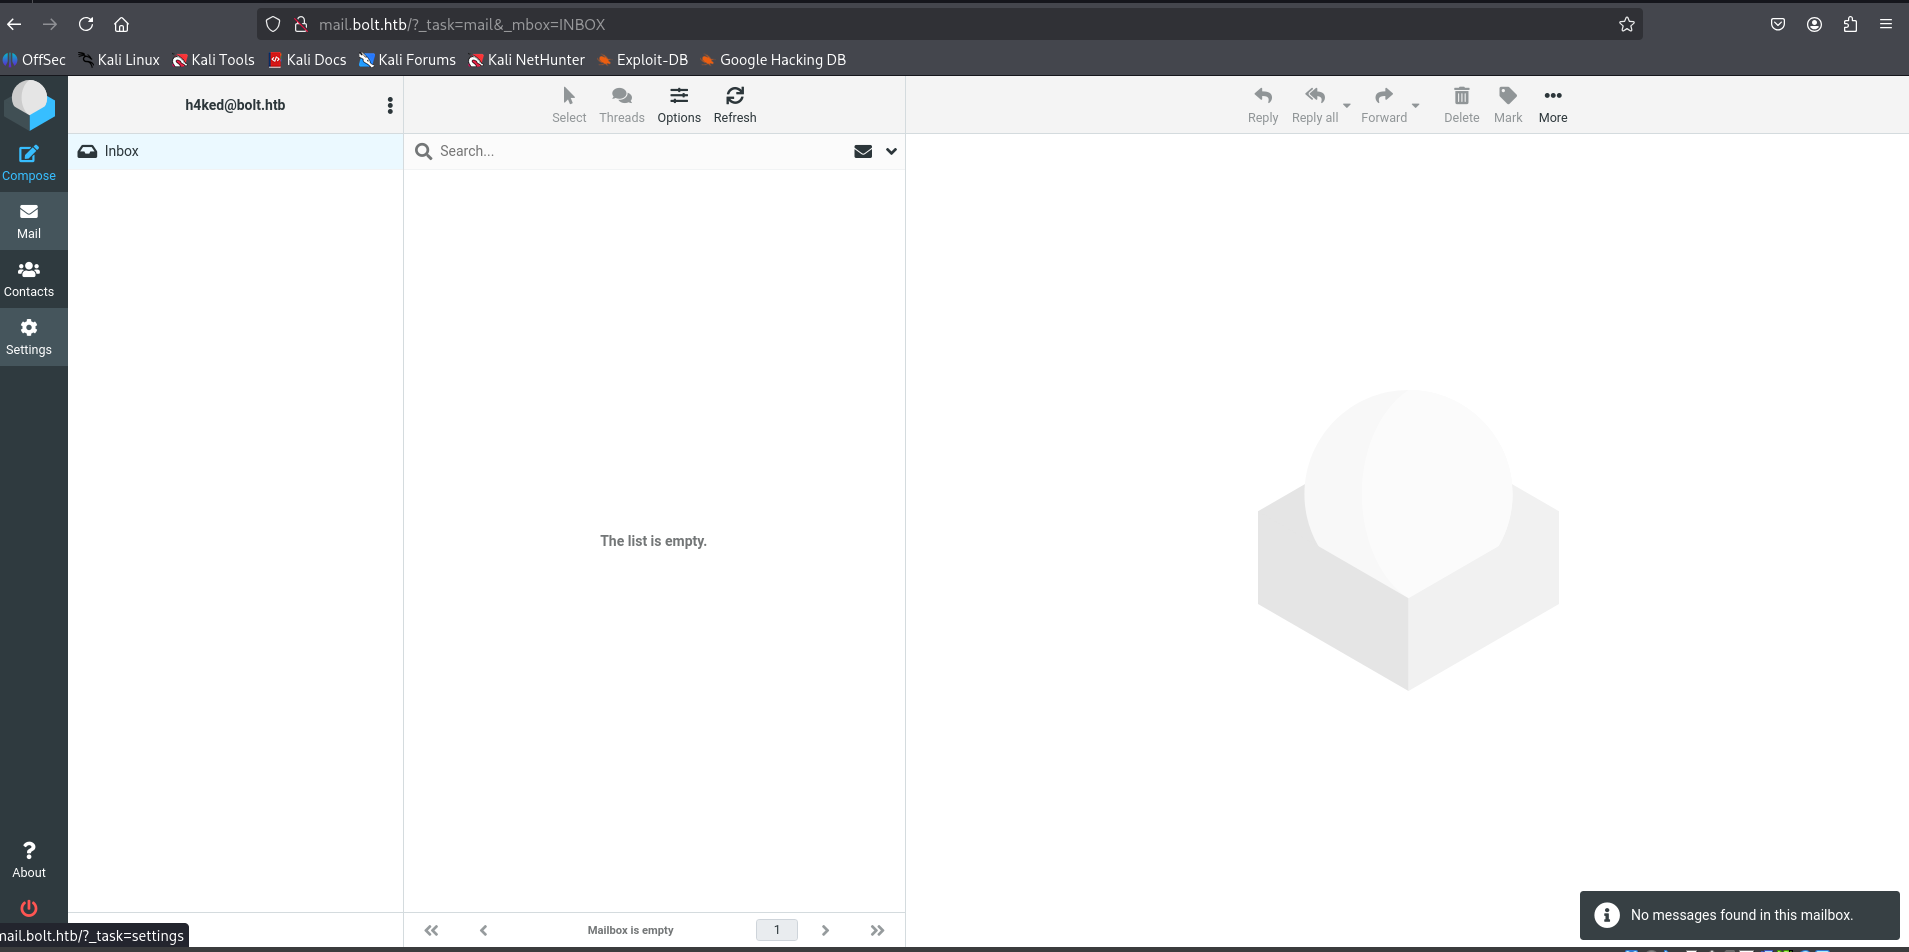 mail.bolt.htb/?_task=mail&_mbox=INBOX
OffSec Kali Linux Kali Tools Kali Docs Kali Forums Kali NetHunter Exploit-DB Google Hacking DB
h4ked@bolt.htb
Select Threads Options Refresh
Reply Reply all Forward Delete Mark More
Compose
Mail
Contacts
Settings
About
Inbox
Search...
The list is empty.
Mailbox is empty
1
No messages found in this mailbox.
mail.bolt.htb/?_task=settings